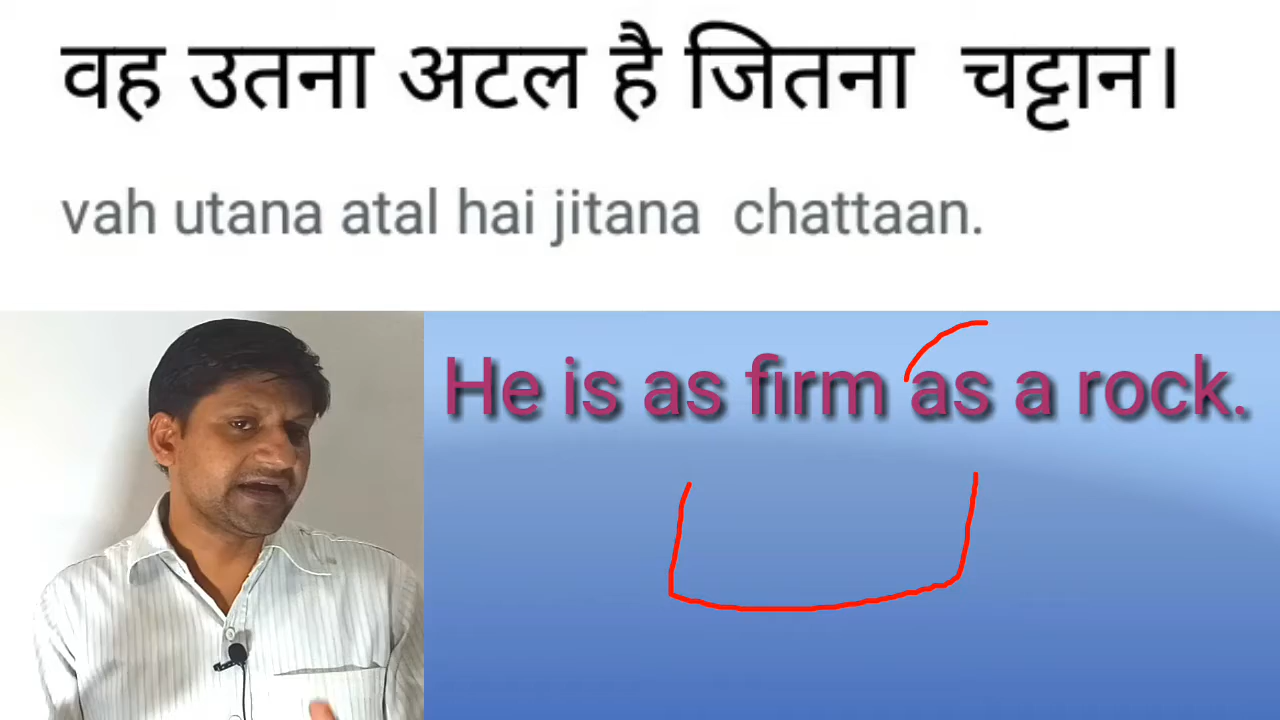 वह उतना अटल है जितना चट्टान।
vah utana atal hai jitana chattaan.
He is as firm as a rock.